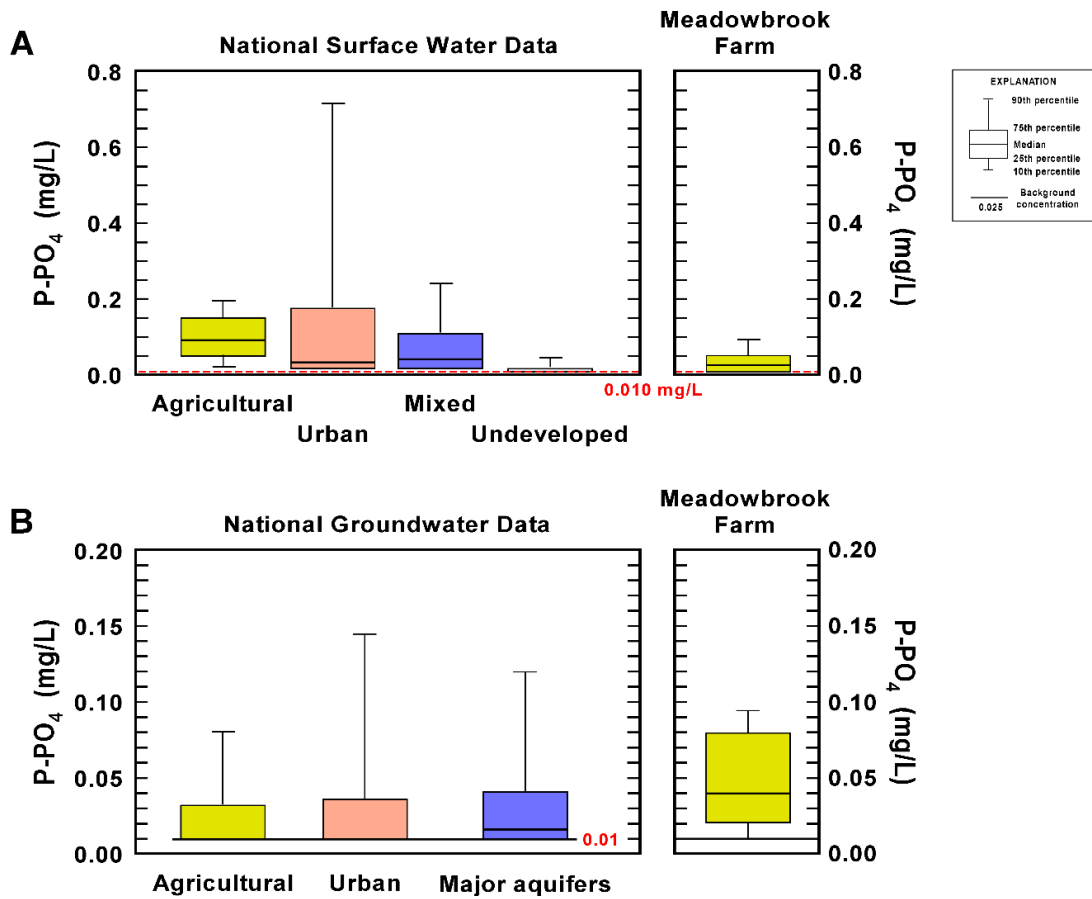 A
National Surface Water Data
Meadowbrook
Farm
P-PO4 (mg/L)
0.8
0.6
0.4
0.2
0.0
0.8
0.6
0.4
0.2
0.0
P-PO4 (mg/L)
0.010 mg/L
Agricultural
Urban
Mixed
Undeveloped
EXPLANATION
90th percentile
75th percentile
Median
25th percentile
10th percentile
0.025
Background
concentration
B
National Groundwater Data
Meadowbrook
Farm
P-PO4 (mg/L)
0.20
0.15
0.10
0.05
0.00
0.20
0.15
0.10
0.05
0.00
P-PO4 (mg/L)
0.01
Agricultural
Urban
Major aquifers